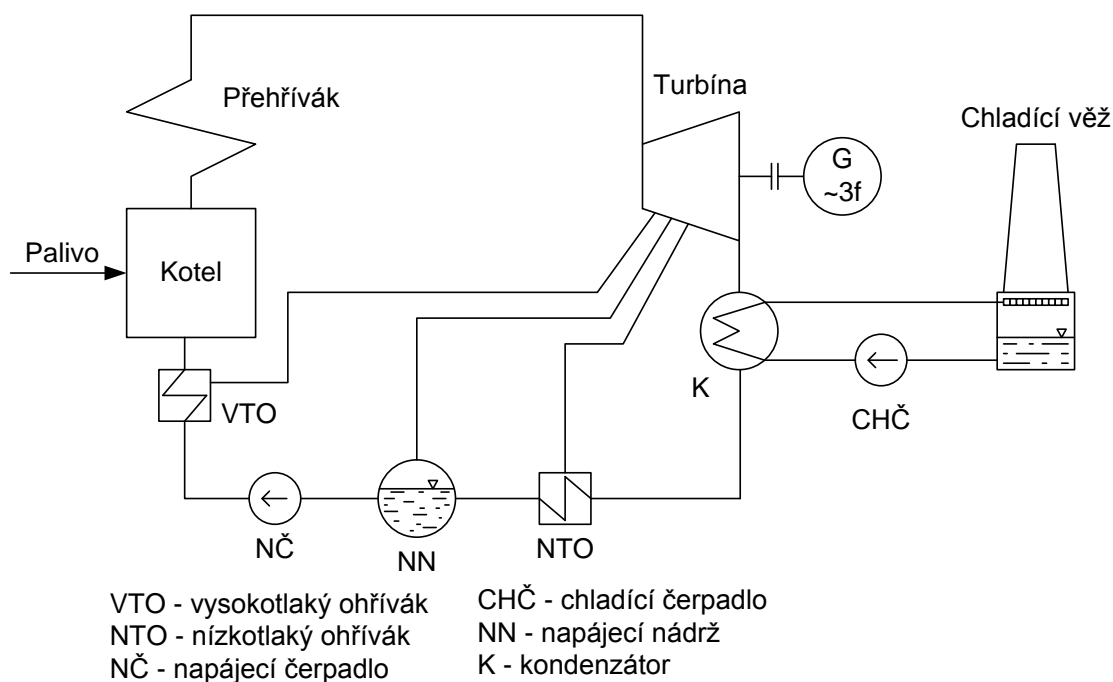 Přehřívák
Turbína
Chladící věž
G
~3f
Palivo
Kotel
K
CHČ
VTO
NČ
NN
NTO
VTO - vysokotlaký ohřívák
NTO - nízkotlaký ohřívák
NČ - napájecí čerpadlo
CHČ - chladící čerpadlo
NN - napájecí nádrž
K - kondenzátor